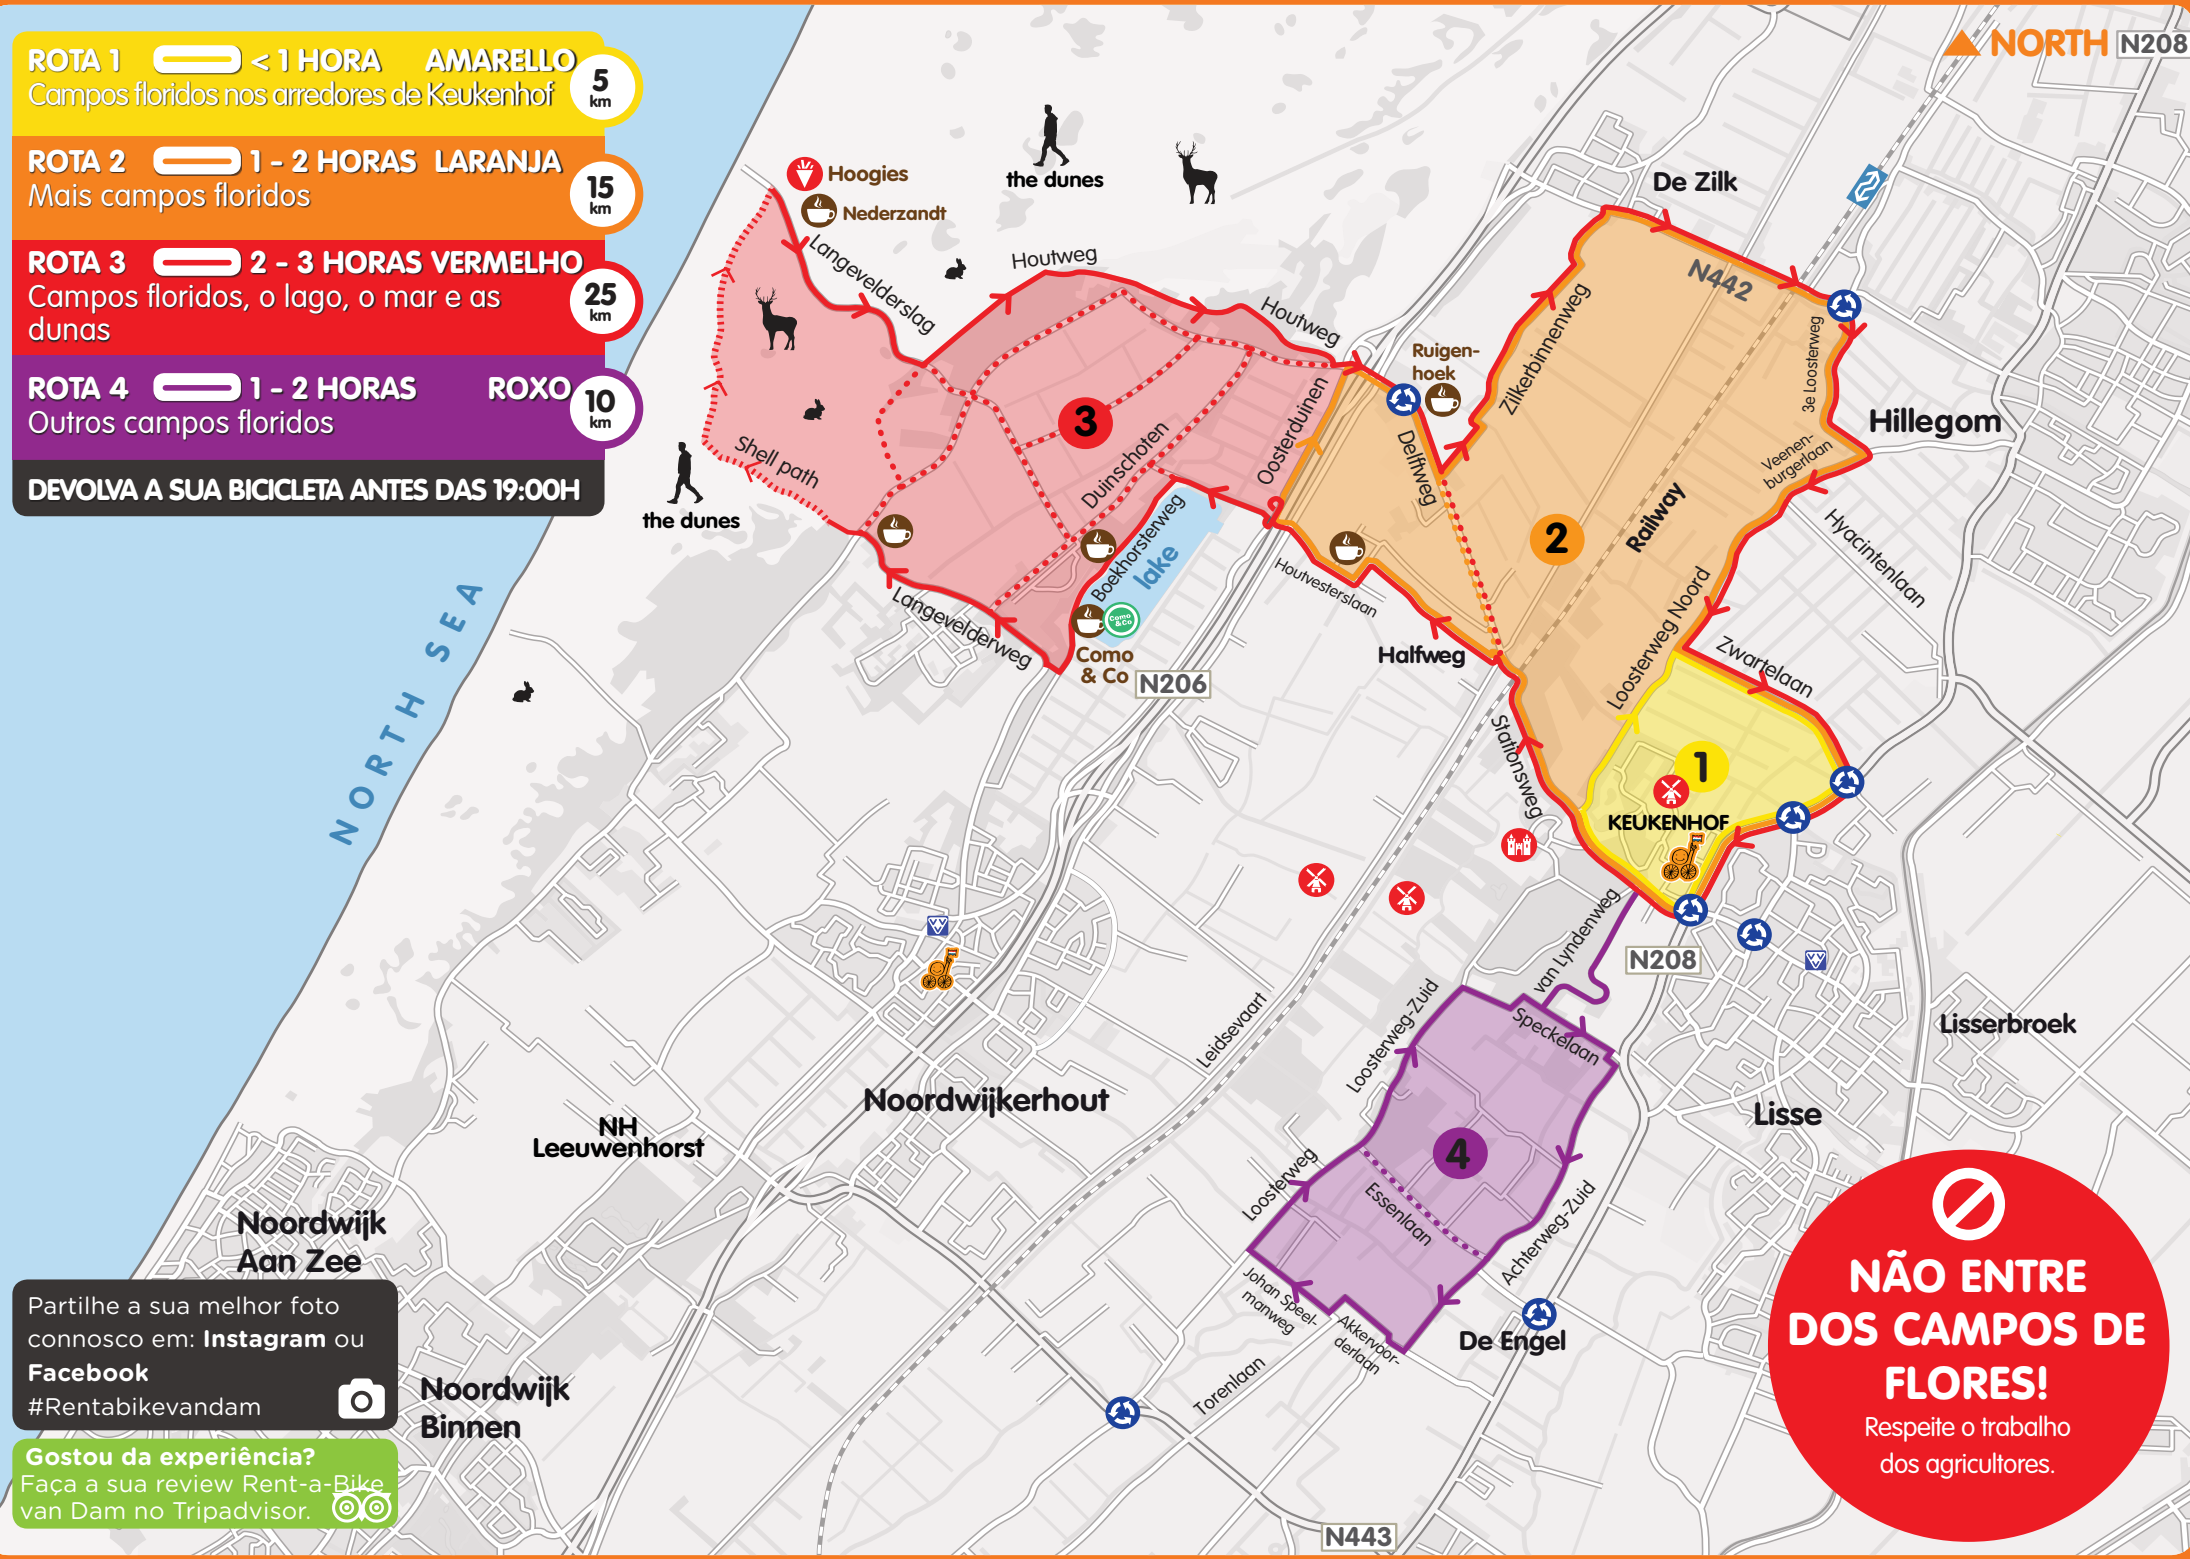 ROTA 1 < 1 HORA AMARELLO
Campos floridos nos arredores de Keukenhof
5
km
ROTA 2 1 - 2 HORAS LARANJA
Mais campos floridos
15
km
ROTA 3 2 - 3 HORAS VERMELHO
Campos floridos, o lago, o mar e as
dunas
25
km
ROTA 4 1 - 2 HORAS ROXO
Outros campos floridos
10
km
DEVOLVA A SUA BICICLETA ANTES DAS 19:00H
NORTH
N208
Hoogies
Nederzandt
the dunes
De Zilk
Langevelderslag
Houtweg
Houtweg
N442
Ruigen-
hoek
Zilkerbinnenweg
3e Loosterweg
Hillegom
3
Oosterduinen
Delftweg
Veenen-
burgerlaan
Shell path
Duinschoten
the dunes
2
Railway
Hyacintenlaan
Boekhorsterweg
lake
Houtvesterslaan
Langevelderweg
Como
&Co
Como
& Co
N206
Halfweg
Loosterweg Noord
Zwartelaan
NORTH SEA
Stationsweg
1
KEUKENHOF
van Lyndenweg
N208
Speckelaan
Loosterweg-Zuid
Leidsevaart
Lisserbroek
Noordwijkerhout
Lisse
NH
Leeuwenhorst
4
Loosterweg
Essenlaan
Achterweg-Zuid
Noordwijk
Aan Zee
Johan Speel-
manweg
Akkervoor-
derlaan
De Engel
Torenlaan
Noordwijk
Binnen
N443
Partilhe a sua melhor foto
connosco em: Instagram ou
Facebook
#Rentabikevandam
Gostou da experiência?
Faça a sua review Rent-a-Bike
van Dam no Tripadvisor.
NÃO ENTRE
DOS CAMPOS DE
FLORES!
Respeite o trabalho
dos agricultores.